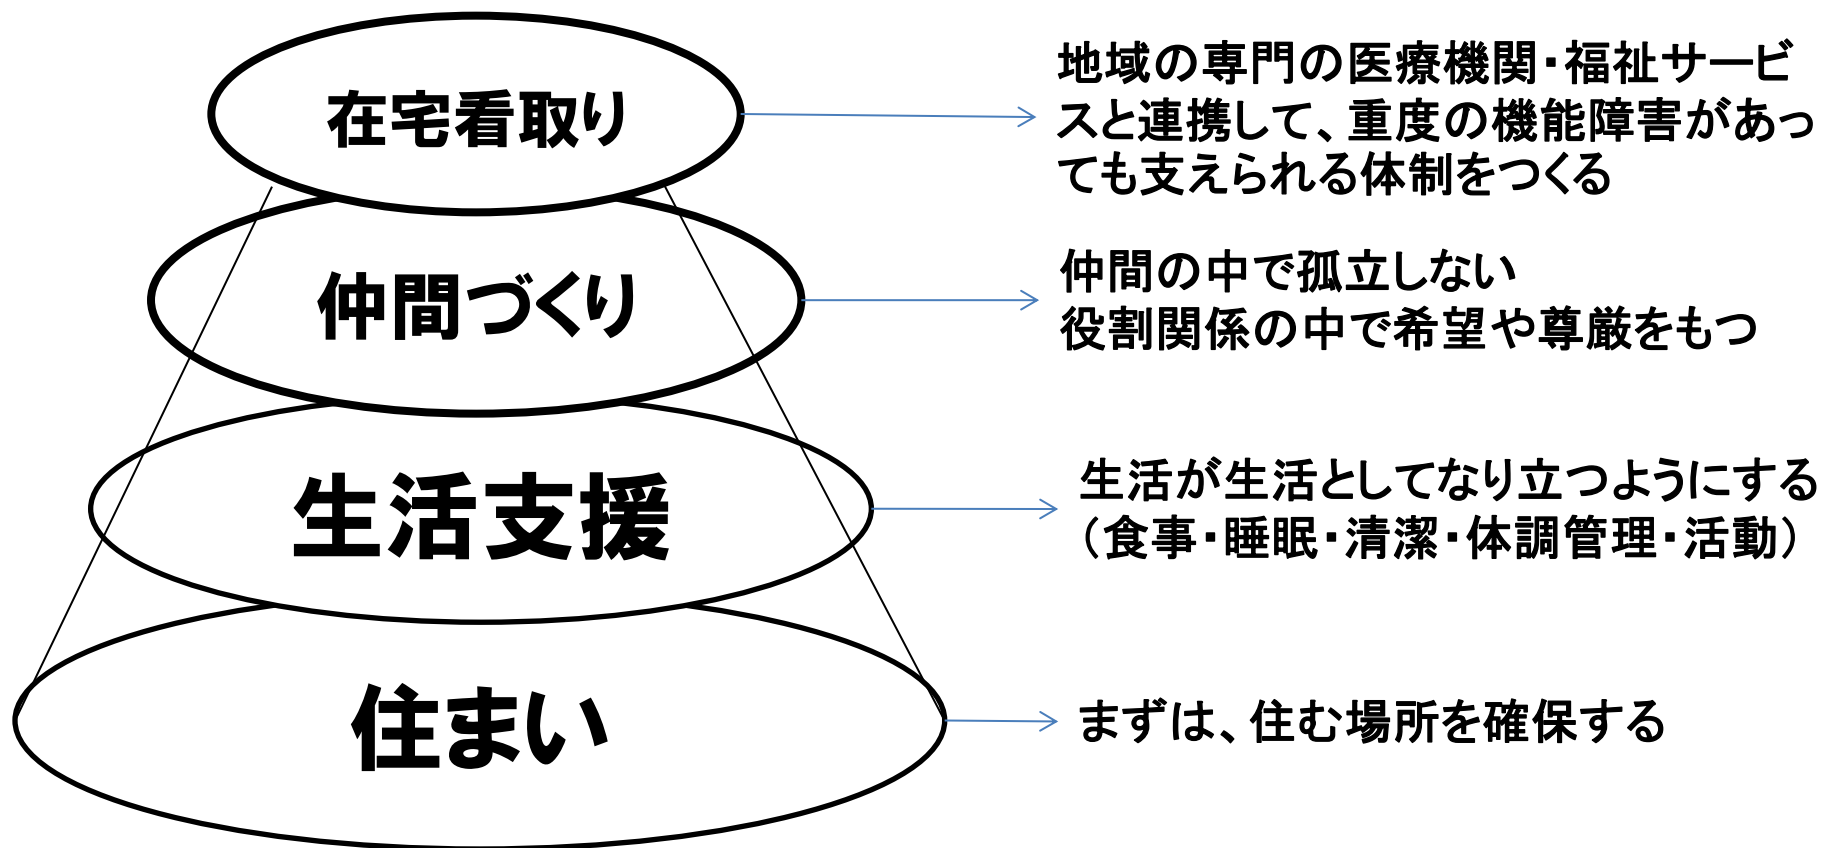 在宅看取り
地域の専門の医療機関・福祉サービ
スと連携して、重度の機能障害があっ
ても支えられる体制をつくる
仲間づくり
仲間の中で孤立しない
役割関係の中で希望や尊厳をもつ
生活支援
生活が生活としてなり立つようにする
（食事・睡眠・清潔・体調管理・活動）
住まい
まずは、住む場所を確保する